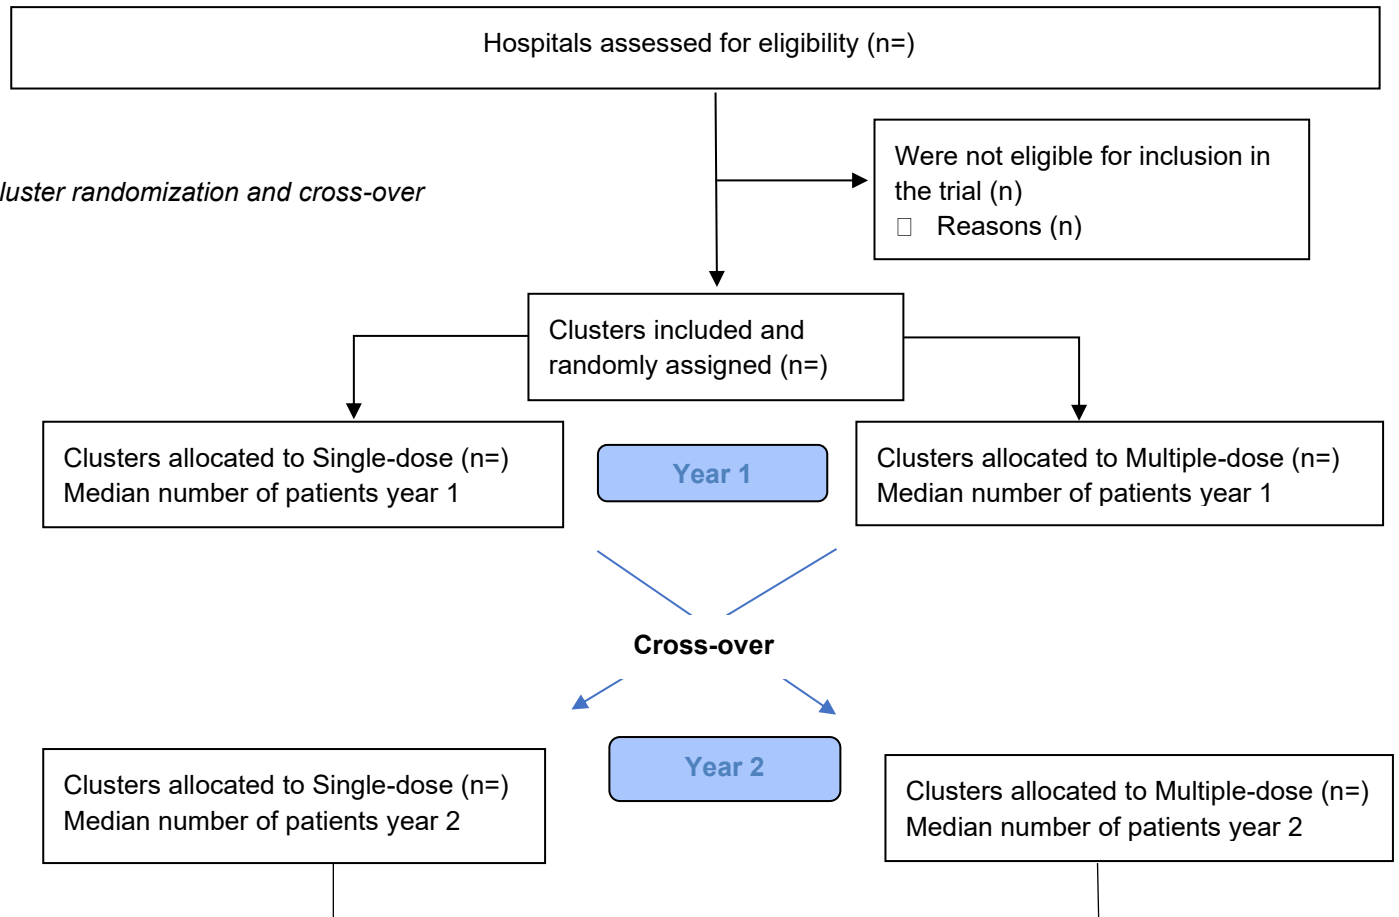 Hospitals assessed for eligibility (n=)
Were not eligible for inclusion in
the trial (n)
Reasons (n)
luster randomization and cross-over
Clusters included and
randomly assigned (n=)
Clusters allocated to Single-dose (n=)
Median number of patients year 1
Year 1
Clusters allocated to Multiple-dose (n=)
Median number of patients year 1
Cross-over
Year 2
Clusters allocated to Single-dose (n=)
Median number of patients year 2
Clusters allocated to Multiple-dose (n=)
Median number of patients year 2